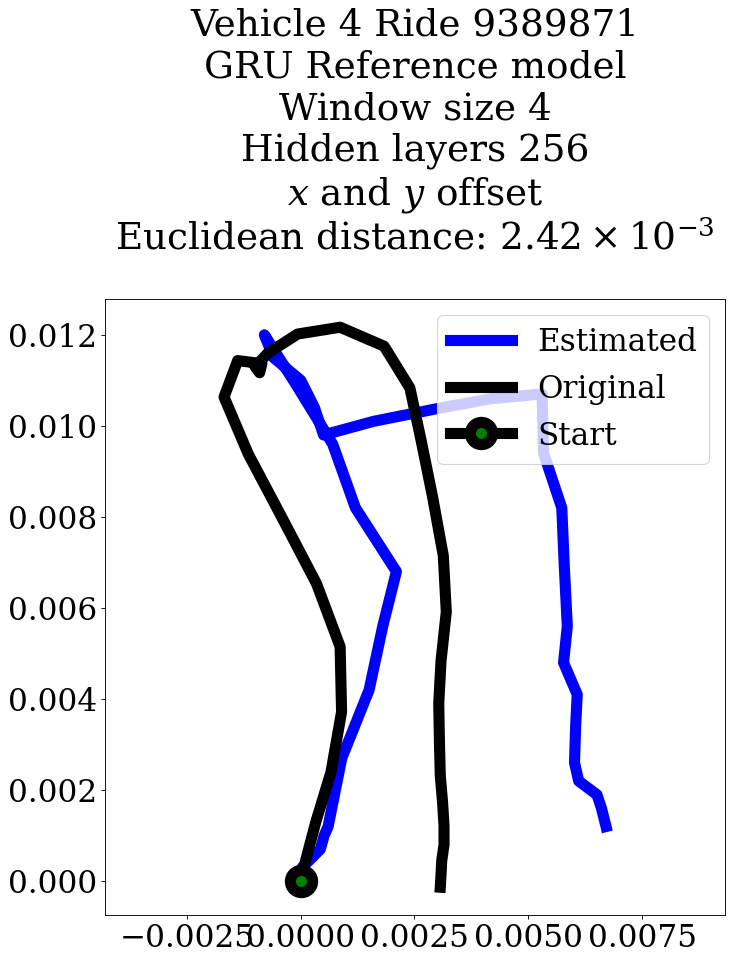 Vehicle 4 Ride 9389871
GRU Reference model
Window size 4
Hidden layers 256
x and y offset
Euclidean distance: 2.42 × 10⁻³
Estimated
Original
Start
0.012
0.010
0.008
0.006
0.004
0.002
0.000
−0.0025 0.0000 0.0025 0.0050 0.0075